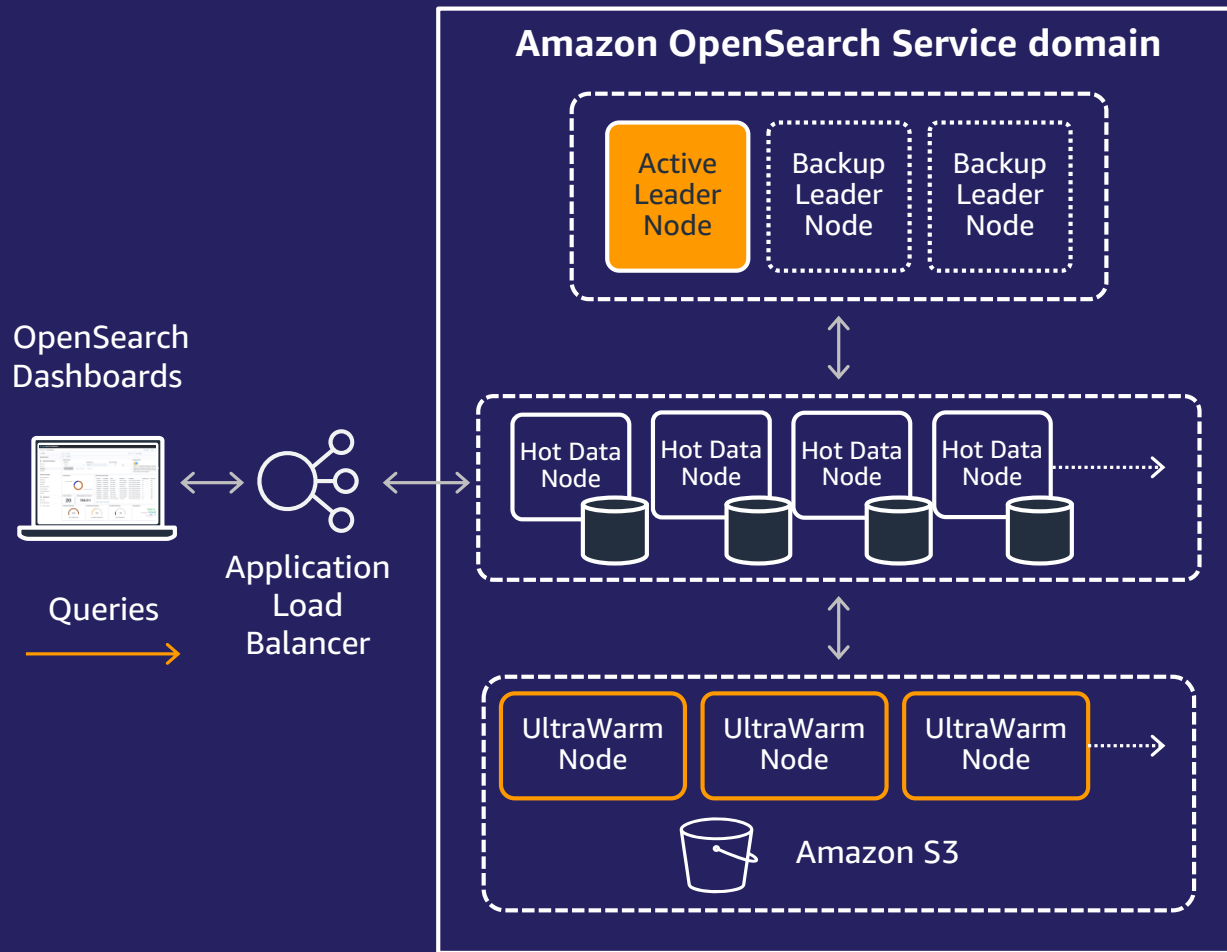 Amazon OpenSearch Service domain
Active
Leader
Node
Backup
Leader
Node
Backup
Leader
Node
OpenSearch
Dashboards
Hot Data
Node
Hot Data
Node
Hot Data
Node
Hot Data
Node
Application
Load
Balancer
Queries
UltraWarm
Node
UltraWarm
Node
UltraWarm
Node
Amazon S3